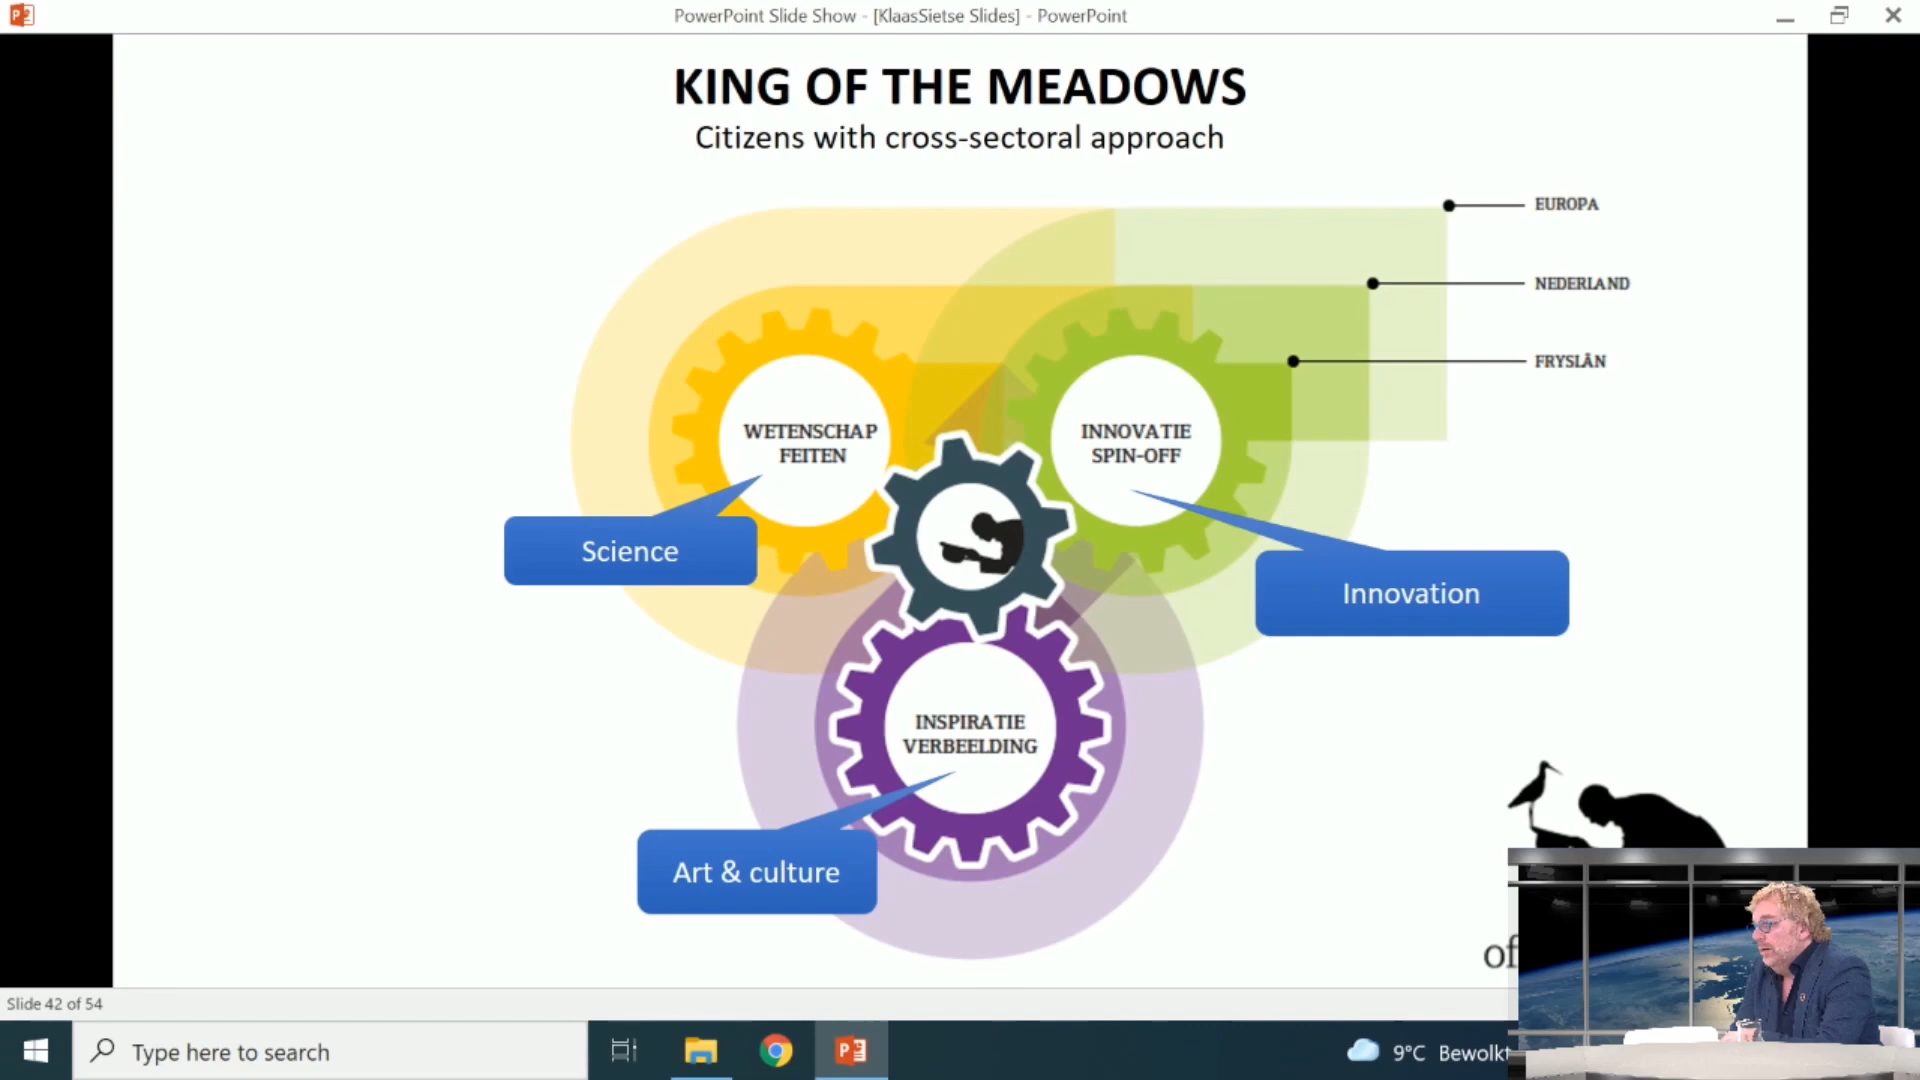 PowerPoint Slide Show - [KlaasSietse Slides] - PowerPoint
KING OF THE MEADOWS
Citizens with cross-sectoral approach
EUROPA
NEDERLAND
FRYSLÂN
WETENSCHAP
FEITEN
INNOVATIE
SPIN-OFF
Science
Innovation
INSPIRATIE
VERBEELDING
Art & culture
of
Slide 42 of 54
Type here to search
9°C Bewolkt